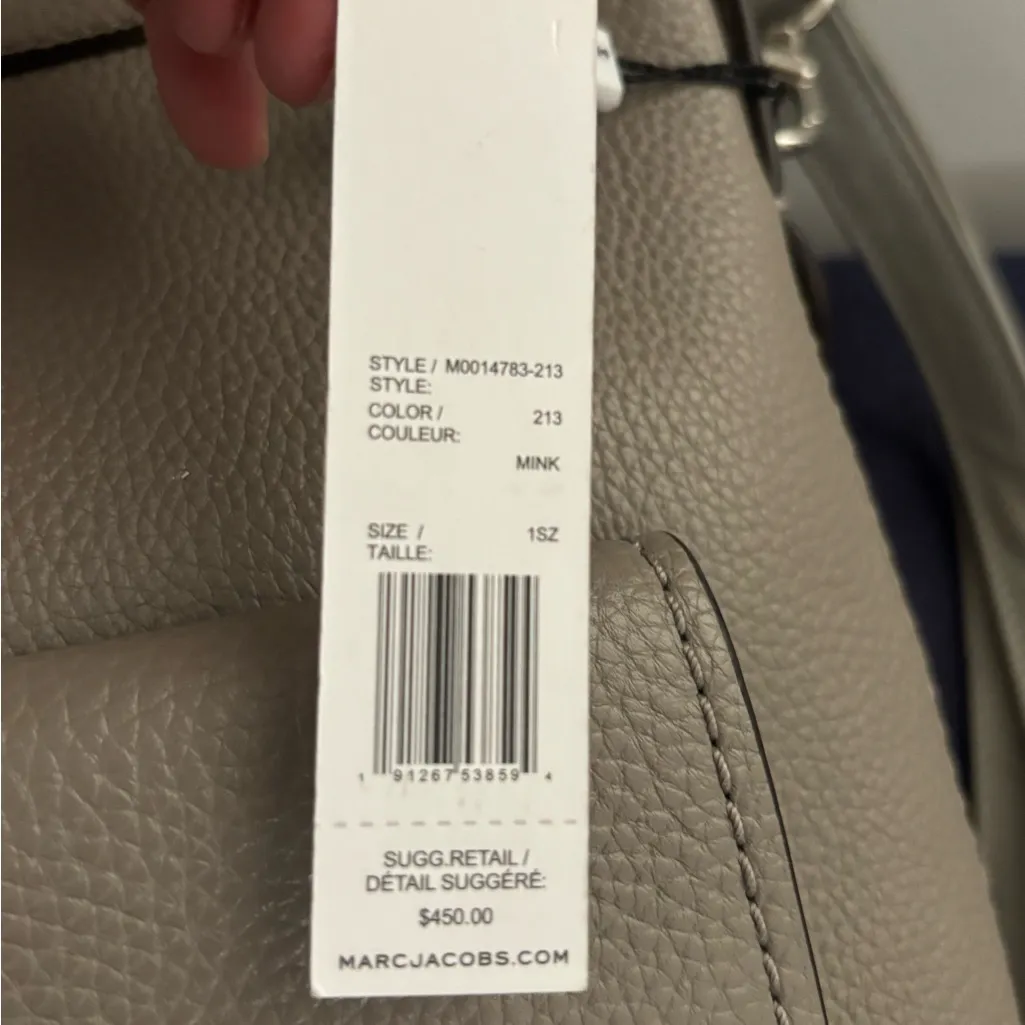 STYLE / M0014783-213
STYLE:
COLOR / 213
COULEUR:
MINK
SIZE / 1SZ
TAILLE:
1 91267 53859 4
SUGG.RETAIL /
DÉTAIL SUGGÉRÉ:
$450.00
MARCJACOBS.COM